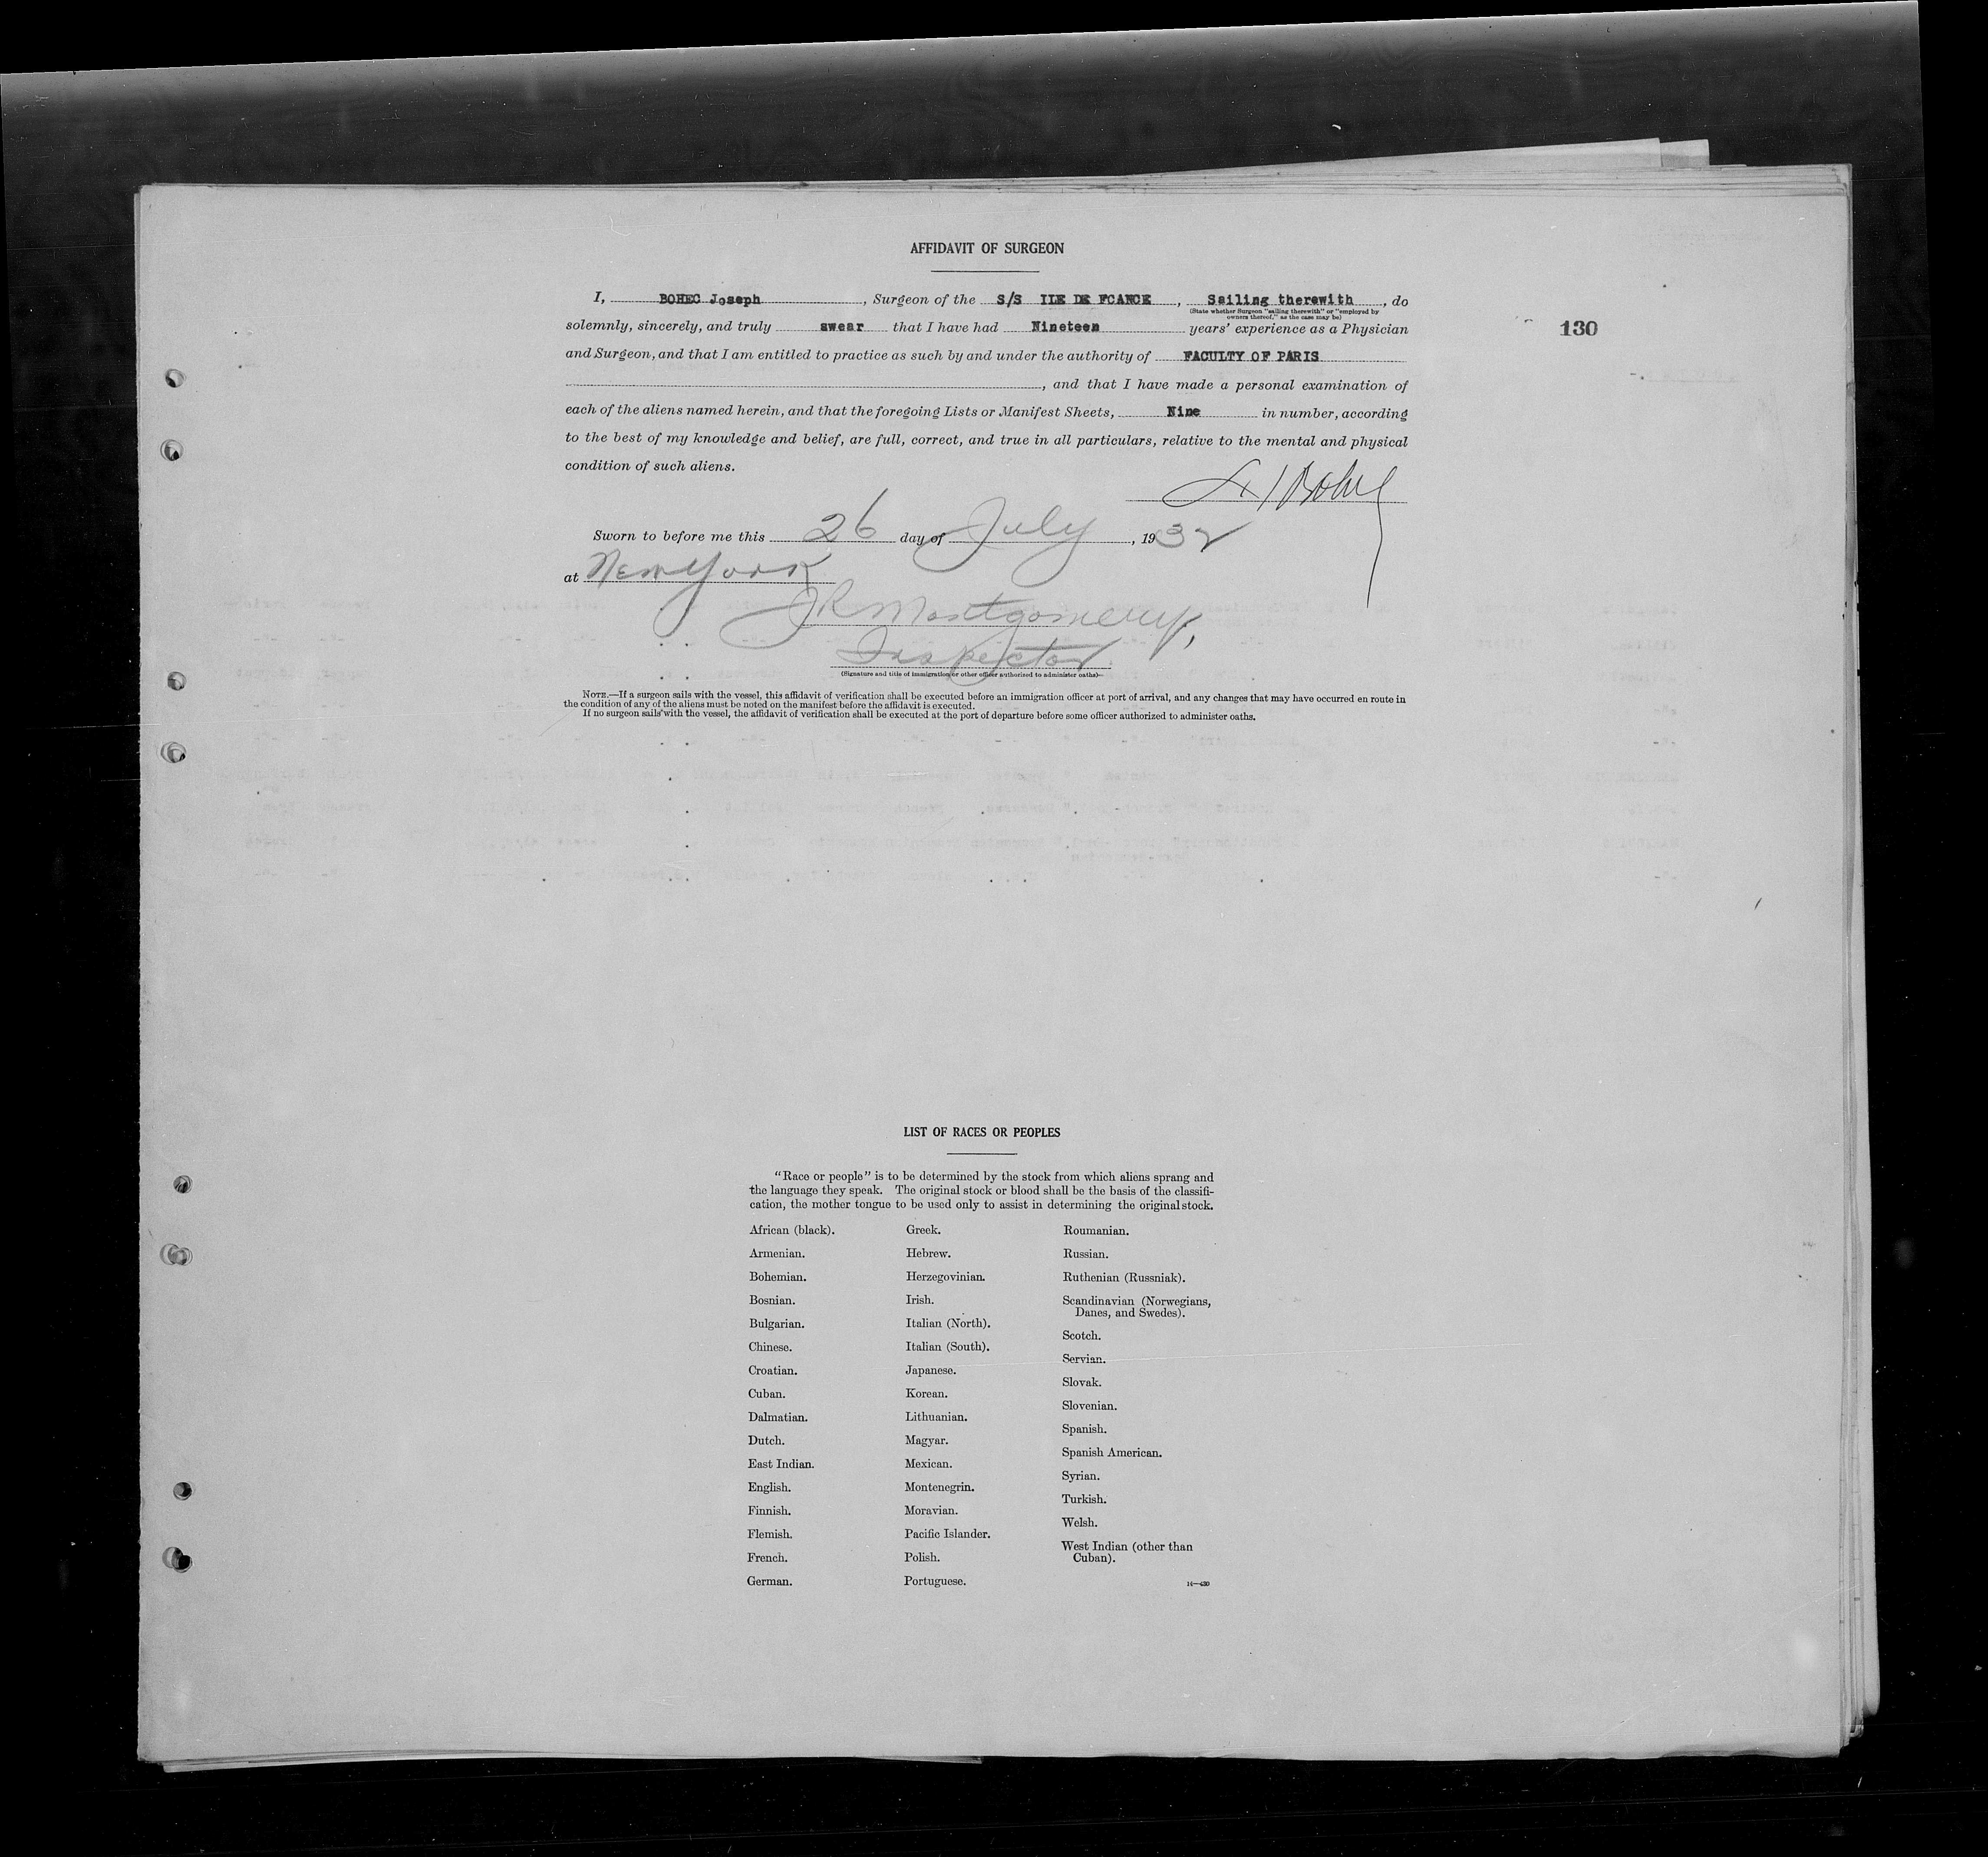 AFFIDAVIT OF SURGEON
I, BOHEC Joseph, Surgeon of the S/S ILE DE FCANCE, Sailing therewith, do
(State whether Surgeon "sailing therewith" or "employed by
owners thereof," as the case may be)
solemnly, sincerely, and truly swear that I have had Nineteen years' experience as a Physician
130
and Surgeon, and that I am entitled to practice as such by and under the authority of FACULTY OF PARIS
, and that I have made a personal examination of
each of the aliens named herein, and that the foregoing Lists or Manifest Sheets, Nine in number, according
to the best of my knowledge and belief, are full, correct, and true in all particulars, relative to the mental and physical
condition of such aliens.
Bohec
Sworn to before me this 26 day of July, 1932
at New York
JR Montgomery,
Inspector
(Signature and title of immigration or other officer authorized to administer oaths)
NOTE.—If a surgeon sails with the vessel, this affidavit of verification shall be executed before an immigration officer at port of arrival, and any changes that may have occurred en route in
the condition of any of the aliens must be noted on the manifest before the affidavit is executed.
If no surgeon sails with the vessel, the affidavit of verification shall be executed at the port of departure before some officer authorized to administer oaths.
LIST OF RACES OR PEOPLES
"Race or people" is to be determined by the stock from which aliens sprang and
the language they speak. The original stock or blood shall be the basis of the classifi-
cation, the mother tongue to be used only to assist in determining the original stock.
African (black).
Armenian.
Bohemian.
Bosnian.
Bulgarian.
Chinese.
Croatian.
Cuban.
Dalmatian.
Dutch.
East Indian.
English.
Finnish.
Flemish.
French.
German.
Greek.
Hebrew.
Herzegovinian.
Irish.
Italian (North).
Italian (South).
Japanese.
Korean.
Lithuanian.
Magyar.
Mexican.
Montenegrin.
Moravian.
Pacific Islander.
Polish.
Portuguese.
Roumanian.
Russian.
Ruthenian (Russniak).
Scandinavian (Norwegians,
Danes, and Swedes).
Scotch.
Servian.
Slovak.
Slovenian.
Spanish.
Spanish American.
Syrian.
Turkish.
Welsh.
West Indian (other than
Cuban).
14—430